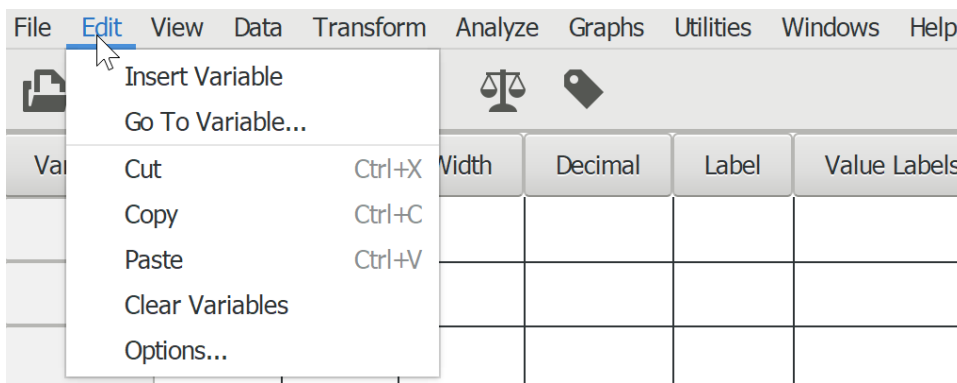 File Edit View Data Transform Analyze Graphs Utilities Windows Help
Insert Variable
Go To Variable...
Cut Ctrl+X
Copy Ctrl+C
Paste Ctrl+V
Clear Variables
Options...
Width Decimal Label Value Labels